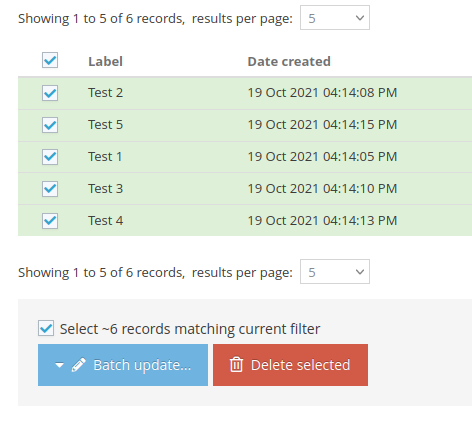 Showing 1 to 5 of 6 records, results per page: 5
Label Date created
Test 2 19 Oct 2021 04:14:08 PM
Test 5 19 Oct 2021 04:14:15 PM
Test 1 19 Oct 2021 04:14:05 PM
Test 3 19 Oct 2021 04:14:10 PM
Test 4 19 Oct 2021 04:14:13 PM
Showing 1 to 5 of 6 records, results per page: 5
Select ~6 records matching current filter
Batch update... Delete selected